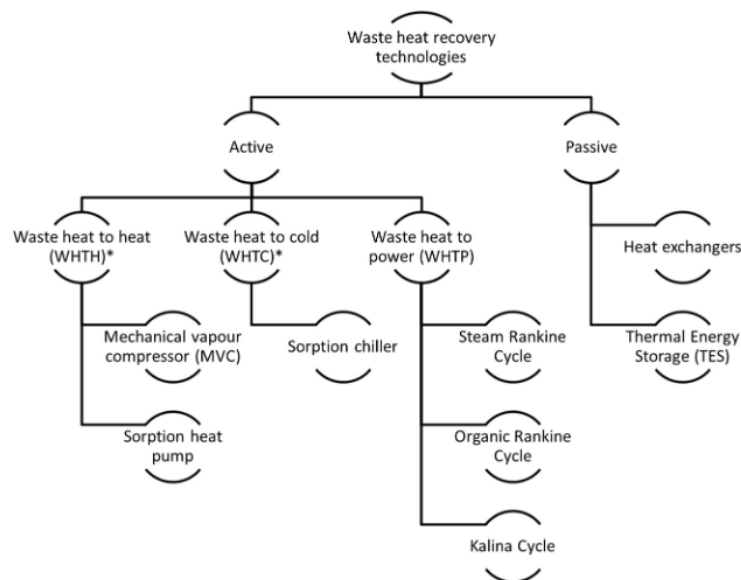 Waste heat recovery
technologies
Active
Passive
Waste heat to heat
(WHTH)*
Waste heat to cold
(WHTC)*
Waste heat to
power (WHTP)
Heat exchangers
Mechanical vapour
compressor (MVC)
Sorption chiller
Steam Rankine
Cycle
Thermal Energy
Storage (TES)
Sorption heat
pump
Organic Rankine
Cycle
Kalina Cycle